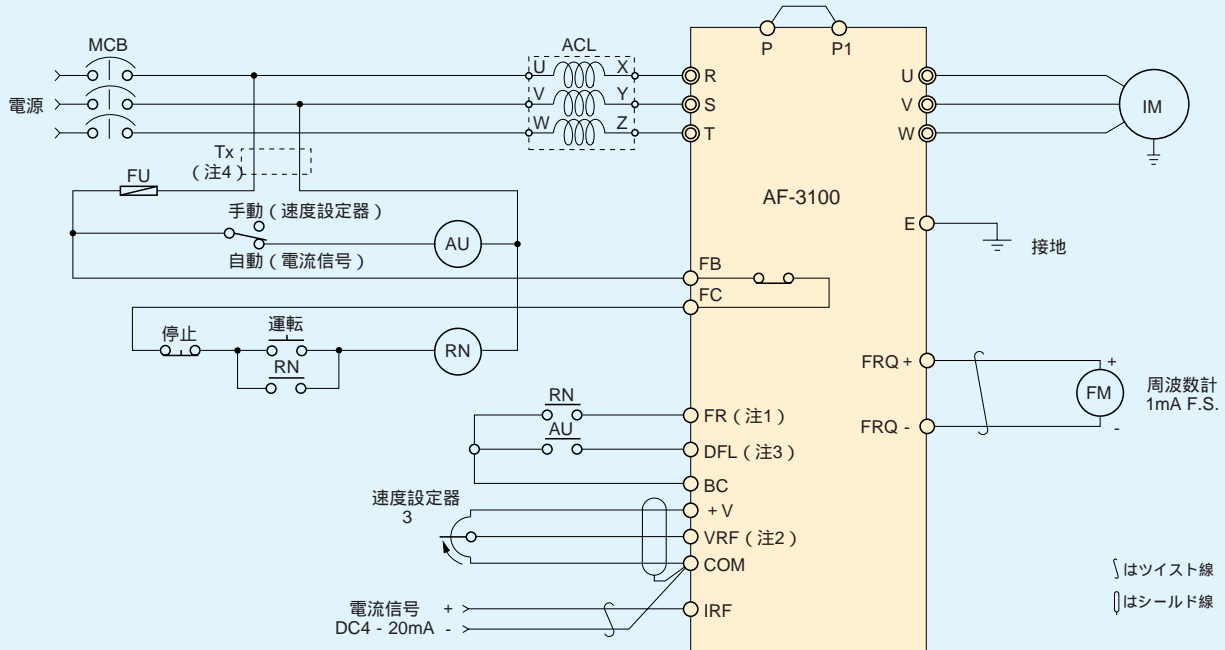 MCB
ACL
P P1
U X R U
電源 V Y S V IM
W Z T W
Tx
(注4)
FU
AF-3100
手動(速度設定器)
AU
自動(電流信号)
E 接地
FB
FC
停止 運転
RN
RN
FRQ + +
FM 周波数計
1mA F.S.
FRQ - -
RN
FR(注1)
AU
DFL(注3)
BC
速度設定器
3
+ V
VRF(注2)
COM
はツイスト線
はシールド線
電流信号 + IRF
DC4 - 20mA -